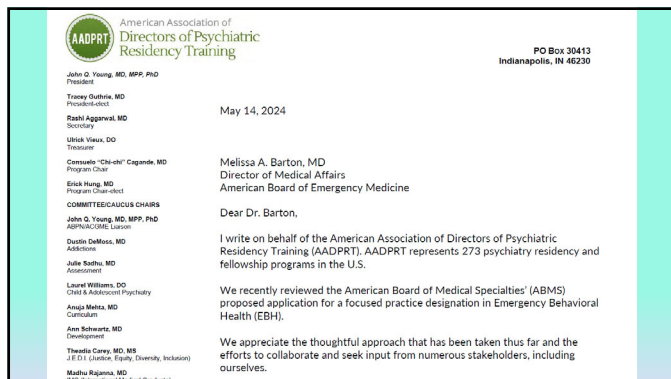 AADPRT
American Association of
Directors of Psychiatric
Residency Training
PO Box 30413
Indianapolis, IN 46230
John Q. Young, MD, MPP, PhD
President
Tracey Guthrie, MD
President-elect
Rashi Aggarwal, MD
Secretary
Ulrick Vieux, DO
Treasurer
Consuelo "Chi-chi" Cagande, MD
Program Chair
Erick Hung, MD
Program Chair-elect
COMMITTEE/CAUCUS CHAIRS
John Q. Young, MD, MPP, PhD
ABPN/ACGME Liaison
Dustin DeMoss, MD
Addictions
Julie Sadhu, MD
Assessment
Laurel Williams, DO
Child & Adolescent Psychiatry
Anuja Mehta, MD
Curriculum
Ann Schwartz, MD
Development
Theadia Carey, MD, MS
J.E.D.I. (Justice, Equity, Diversity, Inclusion)
Madhu Rajanna, MD
May 14, 2024
Melissa A. Barton, MD
Director of Medical Affairs
American Board of Emergency Medicine
Dear Dr. Barton,
I write on behalf of the American Association of Directors of Psychiatric
Residency Training (AADPRT). AADPRT represents 273 psychiatry residency and
fellowship programs in the U.S.
We recently reviewed the American Board of Medical Specialties' (ABMS)
proposed application for a focused practice designation in Emergency Behavioral
Health (EBH).
We appreciate the thoughtful approach that has been taken thus far and the
efforts to collaborate and seek input from numerous stakeholders, including
ourselves.